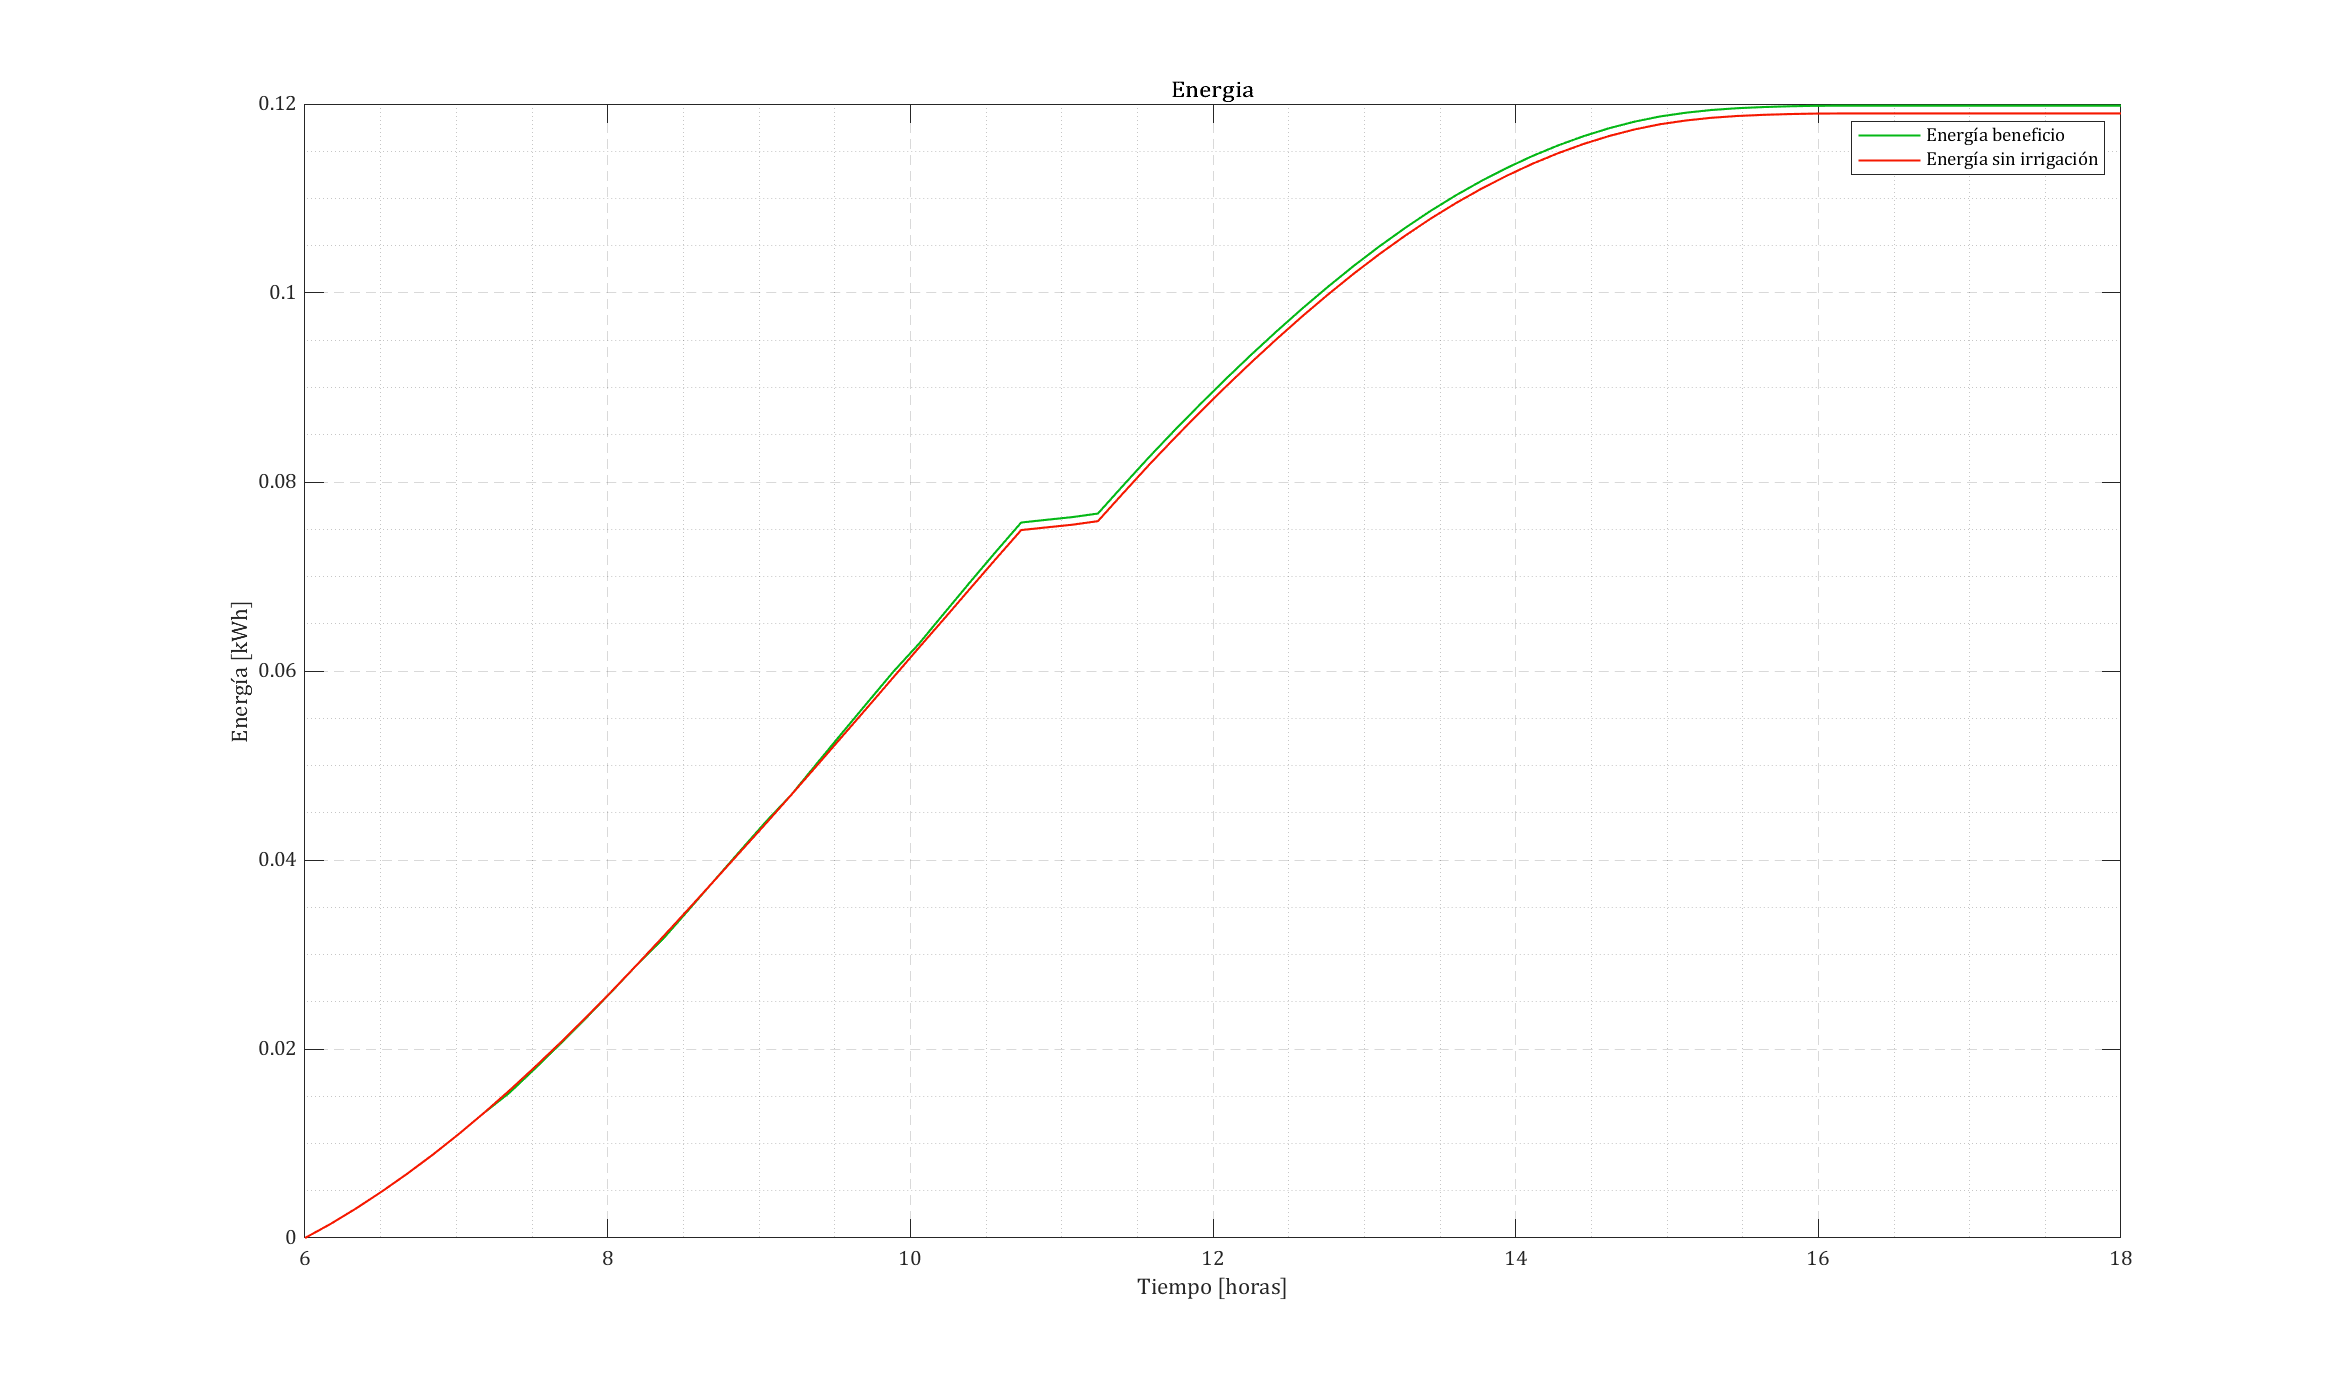 Energia
0.12
0.1
0.08
0.06
0.04
0.02
0
Energía [kWh]
Energía beneficio
Energía sin irrigación
6 8 10 12 14 16 18
Tiempo [horas]